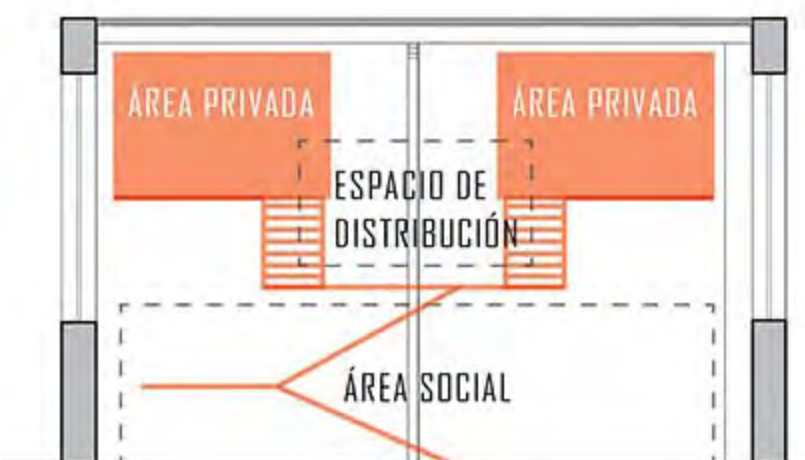 ÁREA PRIVADA
ÁREA PRIVADA
ESPACIO DE
DISTRIBUCIÓN
ÁREA SOCIAL